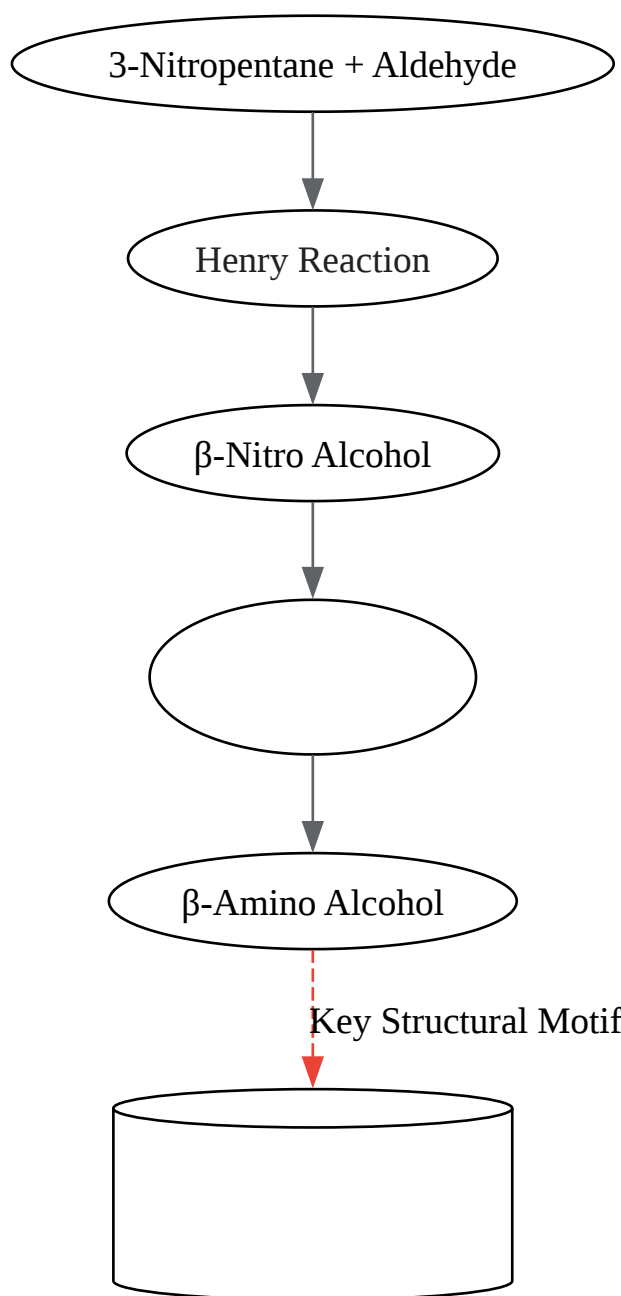 3-Nitropentane + Aldehyde
Henry Reaction
β-Nitro Alcohol
β-Amino Alcohol
Key Structural Motif